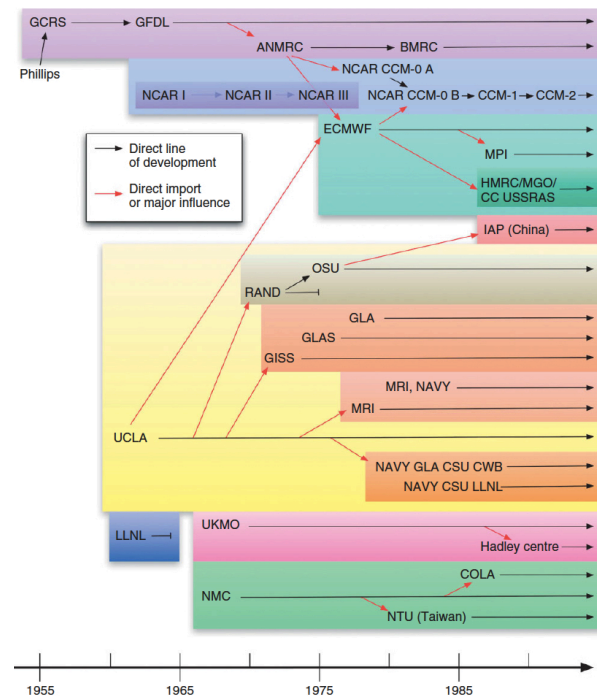 GCRS GFDL
ANMRC BMRC
Phillips
NCAR CCM-0 A
NCAR I NCAR II NCAR III NCAR CCM-0 B CCM-1 CCM-2
ECMWF
Direct line
of development
Direct import
or major influence
MPI
HMRC/MGO/
CC USSRAS
IAP (China)
OSU
RAND
GLA
GLAS
GISS
MRI, NAVY
MRI
UCLA
NAVY GLA CSU CWB
NAVY CSU LLNL
UKMO
LLNL
Hadley centre
COLA
NMC
NTU (Taiwan)
1955 1965 1975 1985